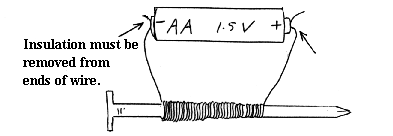 - AA 1.5V +
Insulation must be
removed from
ends of wire.